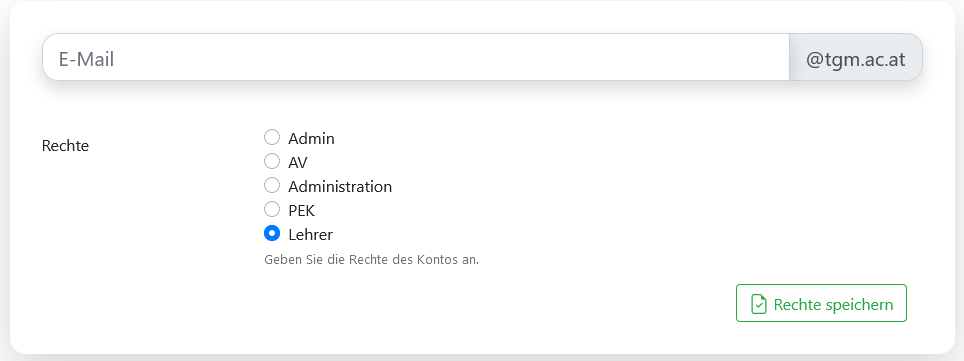 E-Mail @tgm.ac.at
Rechte
Admin
AV
Administration
PEK
Lehrer
Geben Sie die Rechte des Kontos an.
Rechte speichern